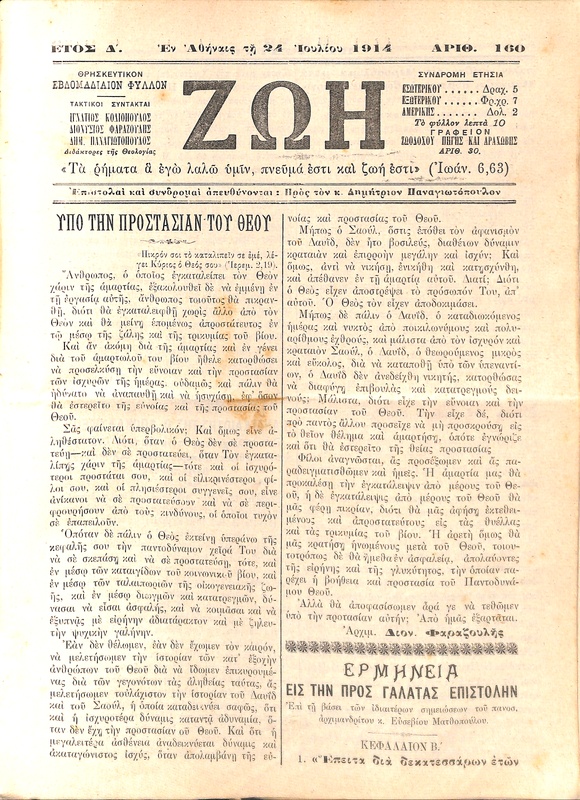 ΕΤΟΣ Δ΄. Ἐν Ἀθήναις τῇ 24 Ἰουλίου 1914 ΑΡΙΘ. 160
ΘΡΗΣΚΕΥΤΙΚΟΝ
ΕΒΔΟΜΑΔΙΑΙΟΝ ΦΥΛΛΟΝ
ΤΑΚΤΙΚΟΙ ΣΥΝΤΑΚΤΑΙ
ΙΓΝΑΤΙΟΣ ΚΟΛΙΟΠΟΥΛΟΣ
ΔΙΟΝΥΣΙΟΣ ΦΑΡΑΖΟΥΛΗΣ
ΔΗΜ. ΠΑΝΑΓΙΩΤΟΠΟΥΛΟΣ
Διδάκτορες τῆς Θεολογίας
ΖΩΗ
ΣΥΝΔΡΟΜΗ ΕΤΗΣΙΑ
ΕΣΩΤΕΡΙΚΟΥ ...... Δραχ. 5
ΕΞΩΤΕΡΙΚΟΥ ..... Φρ.χρ. 7
ΑΜΕΡΙΚΗΣ ....... Δολ. 2
Τὸ φύλλον λεπτὰ 10
ΓΡΑΦΕΙΟΝ
ΖΩΟΔΟΧΟΥ ΠΗΓΗΣ ΚΑΙ ΑΡΑΧΩΒΗΣ
ΑΡΙΘ. 30.
«Τὰ ῥήματα ἃ ἐγὼ λαλῶ ὑμῖν, πνεῦμά ἐστι καὶ ζωή ἐστι» (Ἰωάν. 6,63)
Ἐπιστολαὶ καὶ συνδρομαὶ ἀπευθύνονται: Πρὸς τὸν κ. Δημήτριον Παναγιωτόπουλον
ΥΠΟ ΤΗΝ ΠΡΟΣΤΑΣΙΑΝ ΤΟΥ ΘΕΟΥ
«Πικρόν σοι τὸ καταλιπεῖν σε ἐμέ, λέ-
γει Κύριος ὁ Θεός σου» (Ἱερεμ. 2,19).
Ἄνθρωπος, ὁ ὁποῖος ἐγκαταλείπει τὸν Θεὸν
χάριν τῆς ἁμαρτίας, ἐξακολουθεῖ δὲ νὰ ἐμμένῃ ἐν
τῇ ἐργασίᾳ αὐτῆς, ἄνθρωπος τοιοῦτος θὰ πικραν-
θῇ, διότι θὰ ἐγκαταλειφθῇ χωρὶς ἄλλο ἀπὸ τὸν
Θεὸν καὶ θὰ μείνῃ ἑπομένως ἀπροστάτευτος ἐν
τῷ μέσῳ τῆς ζάλης καὶ τῆς τρικυμίας τοῦ βίου.
Καὶ ἂν ἀκόμη διὰ τῆς ἁμαρτίας καὶ ἐν γένει
διὰ τοῦ ἁμαρτωλοῦ του βίου ἤθελε κατορθώσει
νὰ προσελκύσῃ τὴν εὔνοιαν καὶ τὴν προστασίαν
τῶν ἰσχυρῶν τῆς ἡμέρας, οὐδαμῶς καὶ πάλιν θὰ
ἠδύνατο νὰ ἀναπαυθῇ καὶ νὰ ἡσυχάσῃ, ἐφ᾽ ὅσον
θὰ ἐστερεῖτο τῆς εὐνοίας καὶ τῆς προστασίας τοῦ
Θεοῦ.
Σᾶς φαίνεται ὑπερβολικόν; Καὶ ὅμως εἶνε ἀ-
ληθέστατον. Διότι, ὅταν ὁ Θεὸς δὲν σὲ προστα-
τεύῃ—καὶ δὲν σὲ προστατεύει, ὅταν Τὸν ἐγκατα-
λίπῃς χάριν τῆς ἁμαρτίας—τότε καὶ οἱ ἰσχυρό-
τεροι προστάται σου, καὶ οἱ εἰλικρινέστεροι φί-
λοι σου, καὶ οἱ πλησιέστεροι συγγενεῖς σου, εἶνε
ἀνίκανοι νὰ σὲ προστατεύσουν καὶ νὰ σὲ περι-
φρουρήσουν ἀπὸ τοὺς κινδύνους, οἱ ὁποῖοι τυχὸν
σὲ ἐπαπειλοῦν.
Ὁπόταν δὲ πάλιν ὁ Θεὸς ἐκτείνῃ ὑπεράνω τῆς
κεφαλῆς σου τὴν παντοδύναμον χεῖρά Του διὰ
νὰ σὲ σκεπάσῃ καὶ νὰ σὲ προστατεύσῃ, τότε, καὶ
ἐν μέσῳ τῶν καταιγίδων τοῦ κοινωνικοῦ βίου, καὶ
ἐν μέσῳ τῶν ταλαιπωριῶν τῆς οἰκογενειακῆς ζω-
ῆς, καὶ ἐν μέσῳ διωγμῶν καὶ κατατρεγμῶν, δύ-
νασαι νὰ εἶσαι ἀσφαλής, καὶ νὰ κοιμᾶσαι καὶ νὰ
ἐξυπνᾷς μὲ εἰρήνην ἀδιατάρακτον καὶ μὲ ζηλευ-
τὴν ψυχικὴν γαλήνην.
Ἐὰν δὲν θέλωμεν, ἐὰν δὲν ἔχωμεν τὸν καιρόν,
νὰ μελετήσωμεν τὴν ἱστορίαν τῶν κατ᾽ ἐξοχὴν
ἀνθρώπων τοῦ Θεοῦ διὰ νὰ ἴδωμεν ἐπικυρουμέ-
νας διὰ τῶν γεγονότων τὰς ἀληθείας ταύτας, ἂς
μελετήσωμεν τοὐλάχιστον τὴν ἱστορίαν τοῦ Δαυῒδ
καὶ τοῦ Σαούλ, ἡ ὁποία καταδεικνύει σαφῶς, ὅτι
καὶ ἡ ἰσχυροτέρα δύναμις καταντᾷ ἀδυναμία, ὅ-
ταν δὲν ἔχῃ τὴν προστασίαν τοῦ Θεοῦ. Καὶ ὅτι ἡ
μεγαλειτέρα ἀσθένεια ἀναδεικνύεται δύναμις καὶ
ἀκαταγώνιστος ἰσχύς, ὅταν ἀπολαμβάνῃ τῆς εὐ-
νοίας καὶ προστασίας τοῦ Θεοῦ.
Μήπως ὁ Σαούλ, ὅστις ἐπόθει τὸν ἀφανισμὸν
τοῦ Δαυῒδ, δὲν ἦτο βασιλεύς, διαθέτων δύναμιν
κραταιὰν καὶ ἐπιρροὴν μεγάλην καὶ ἰσχύν; Καὶ
ὅμως, ἀντὶ νὰ νικήσῃ, ἐνικήθη καὶ κατῃσχύνθη,
καὶ ἀπέθανεν ἐν τῇ ἁμαρτίᾳ αὐτοῦ. Διατί; Διότι
ὁ Θεὸς εἶχεν ἀποστρέψει τὸ πρόσωπόν Του, ἀπ᾽
αὐτοῦ. Ὁ Θεὸς τὸν εἶχεν ἀποδοκιμάσει.
Μήπως δὲ πάλιν ὁ Δαυῒδ, ὁ καταδιωκόμενος
ἡμέρας καὶ νυκτὸς ἀπὸ ποικιλωνύμους καὶ πολυ-
αρίθμους ἐχθρούς, καὶ μάλιστα ἀπὸ τὸν ἰσχυρὸν καὶ
κραταιὸν Σαούλ, ὁ Δαυῒδ, ὁ θεωρούμενος μικρὸς
καὶ εὔκολος, διὰ νὰ καταποθῇ ὑπὸ τῶν ὑπεναντί-
ων, ὁ Δαυῒδ δὲν ἀνεδείχθη νικητής, κατορθώσας
νὰ διαφύγῃ ἐπιβουλὰς καὶ κατατρεγμοὺς δει-
νούς; Μάλιστα, διότι εἶχε τὴν εὔνοιαν καὶ τὴν
προστασίαν τοῦ Θεοῦ. Τὴν εἶχε δέ, διότι
πρὸ παντὸς ἄλλου προσεῖχε νὰ μὴ προσκρούσῃ εἰς
τὸ θεῖον θέλημα καὶ ἁμαρτήσῃ, ὁπότε ἐγνώριζε
καὶ ὅτι θὰ ἐστερεῖτο τῆς θείας προστασίας.
Φίλοι ἀναγνῶσται, ἂς προσέξωμεν καὶ ἂς πα-
ραδειγματισθῶμεν καὶ ἡμεῖς. Ἡ ἁμαρτία μας θὰ
προκαλέσῃ τὴν ἐγκατάλειψιν ἀπὸ μέρους τοῦ Θε-
οῦ, ἡ δὲ ἐγκατάλειψις ἀπὸ μέρους τοῦ Θεοῦ θὰ
μᾶς φέρῃ πικρίαν, διότι θὰ μᾶς ἀφήσῃ ἐκτεθει-
μένους καὶ ἀπροστατεύτους εἰς τὰς θυέλλας
καὶ τὰς τρικυμίας τοῦ βίου. Ἡ ἀρετὴ ὅμως θὰ
μᾶς κρατήσῃ ἡνωμένους μετὰ τοῦ Θεοῦ, τοιου-
τοτρόπως δὲ θὰ ἤμεθα ἐν ἀσφαλείᾳ, ἀπολαύοντες
τῆς εἰρήνης καὶ τῆς γλυκύτητος, τὴν ὁποίαν πα-
ρέχει ἡ βοήθεια καὶ προστασία τοῦ Παντοδυνά-
μου Θεοῦ.
Ἀλλὰ θὰ ἀποφασίσωμεν ἆρά γε νὰ τεθῶμεν
ὑπὸ τὴν προστασίαν αὐτήν; Ἀπὸ ἡμᾶς ἐξαρτᾶται.
Ἀρχιμ. Διον. Φαραζουλῆς
ΕΡΜΗΝΕΙΑ
ΕΙΣ ΤΗΝ ΠΡΟΣ ΓΑΛΑΤΑΣ ΕΠΙΣΤΟΛΗΝ
Ἐπὶ τῇ βάσει τῶν ἰδιαιτέρων σημειώσεων τοῦ πανοσ.
ἀρχιμανδρίτου κ. Εὐσεβίου Ματθοπούλου.
ΚΕΦΑΛΑΙΟΝ Β΄.
1. «Ἔπειτα διὰ δεκατεσσάρων ἐτῶν